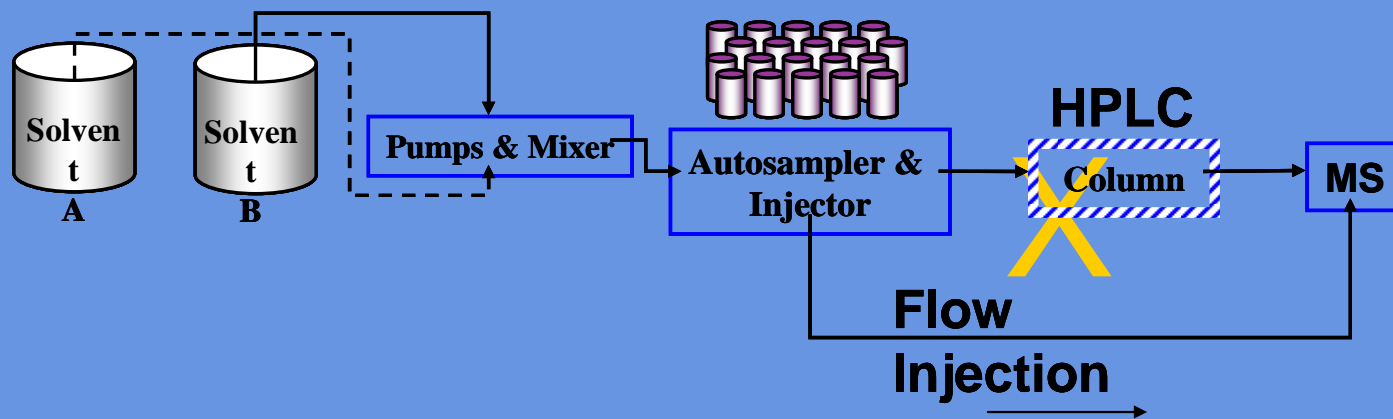 Solven
t
A
Solven
t
B
Pumps & Mixer
Autosampler &
Injector
HPLC
X
Column
MS
Flow
Injection